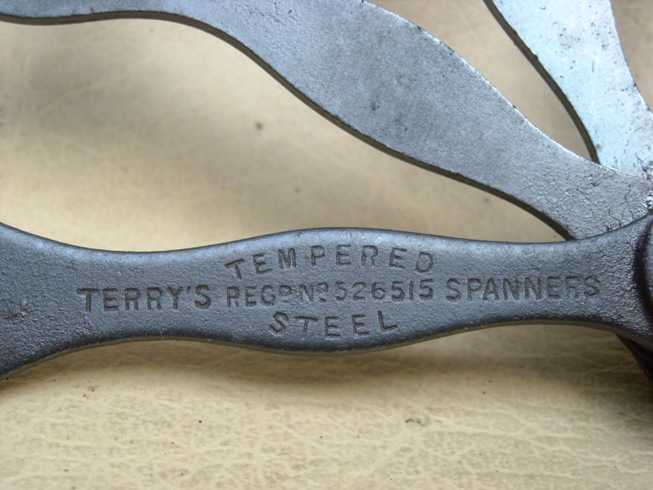 TEMPERED
TERRY'S REGD No 526515 SPANNERS
STEEL